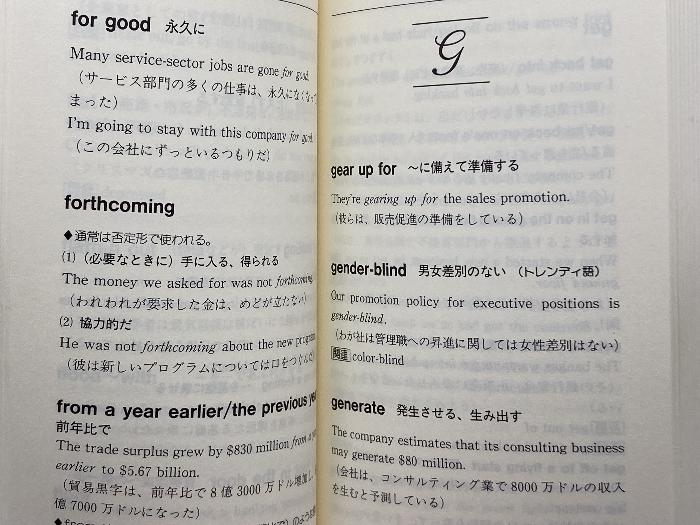 for good 永久に
Many service-sector jobs are gone for good.
（サービス部門の多くの仕事は、永久になくなって
まった）
I'm going to stay with this company for good.
（この会社にずっといるつもりだ）
forthcoming
◆通常は否定形で使われる。
(1)（必要なときに）手に入る、得られる
The money we asked for was not forthcoming.
（われわれが要求した金は、めどが立たない）
(2) 協力的だ
He was not forthcoming about the new program.
（彼は新しいプログラムについては口をつぐんだ）
from a year earlier/the previous year
前年比で
The trade surplus grew by $830 million from a year
earlier to $5.67 billion.
（貿易黒字は、前年比で8億3000万ドル増加し、
億7000万ドルになった）
G
gear up for ～に備えて準備する
They're gearing up for the sales promotion.
（彼らは、販売促進の準備をしている）
gender-blind 男女差別のない （トレンディ語）
Our promotion policy for executive positions is
gender-blind.
（わが社は管理職への昇進に関しては女性差別はない）
関連 color-blind
generate 発生させる、生み出す
The company estimates that its consulting business
may generate $80 million.
（会社は、コンサルティング業で8000万ドルの収入
を生むと予測している）